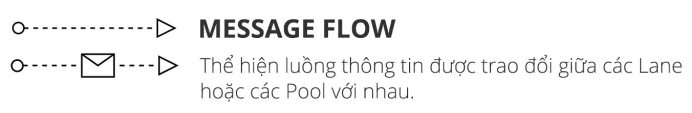 MESSAGE FLOW
Thể hiện luồng thông tin được trao đổi giữa các Lane
hoặc các Pool với nhau.